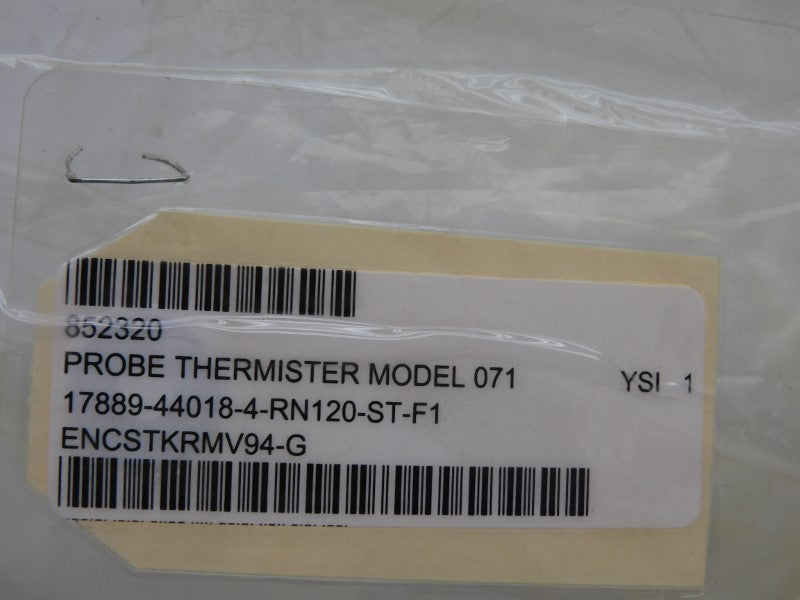 852320
PROBE THERMISTER MODEL 071 YSI - 1
17889-44018-4-RN120-ST-F1
ENCSTKRMV94-G